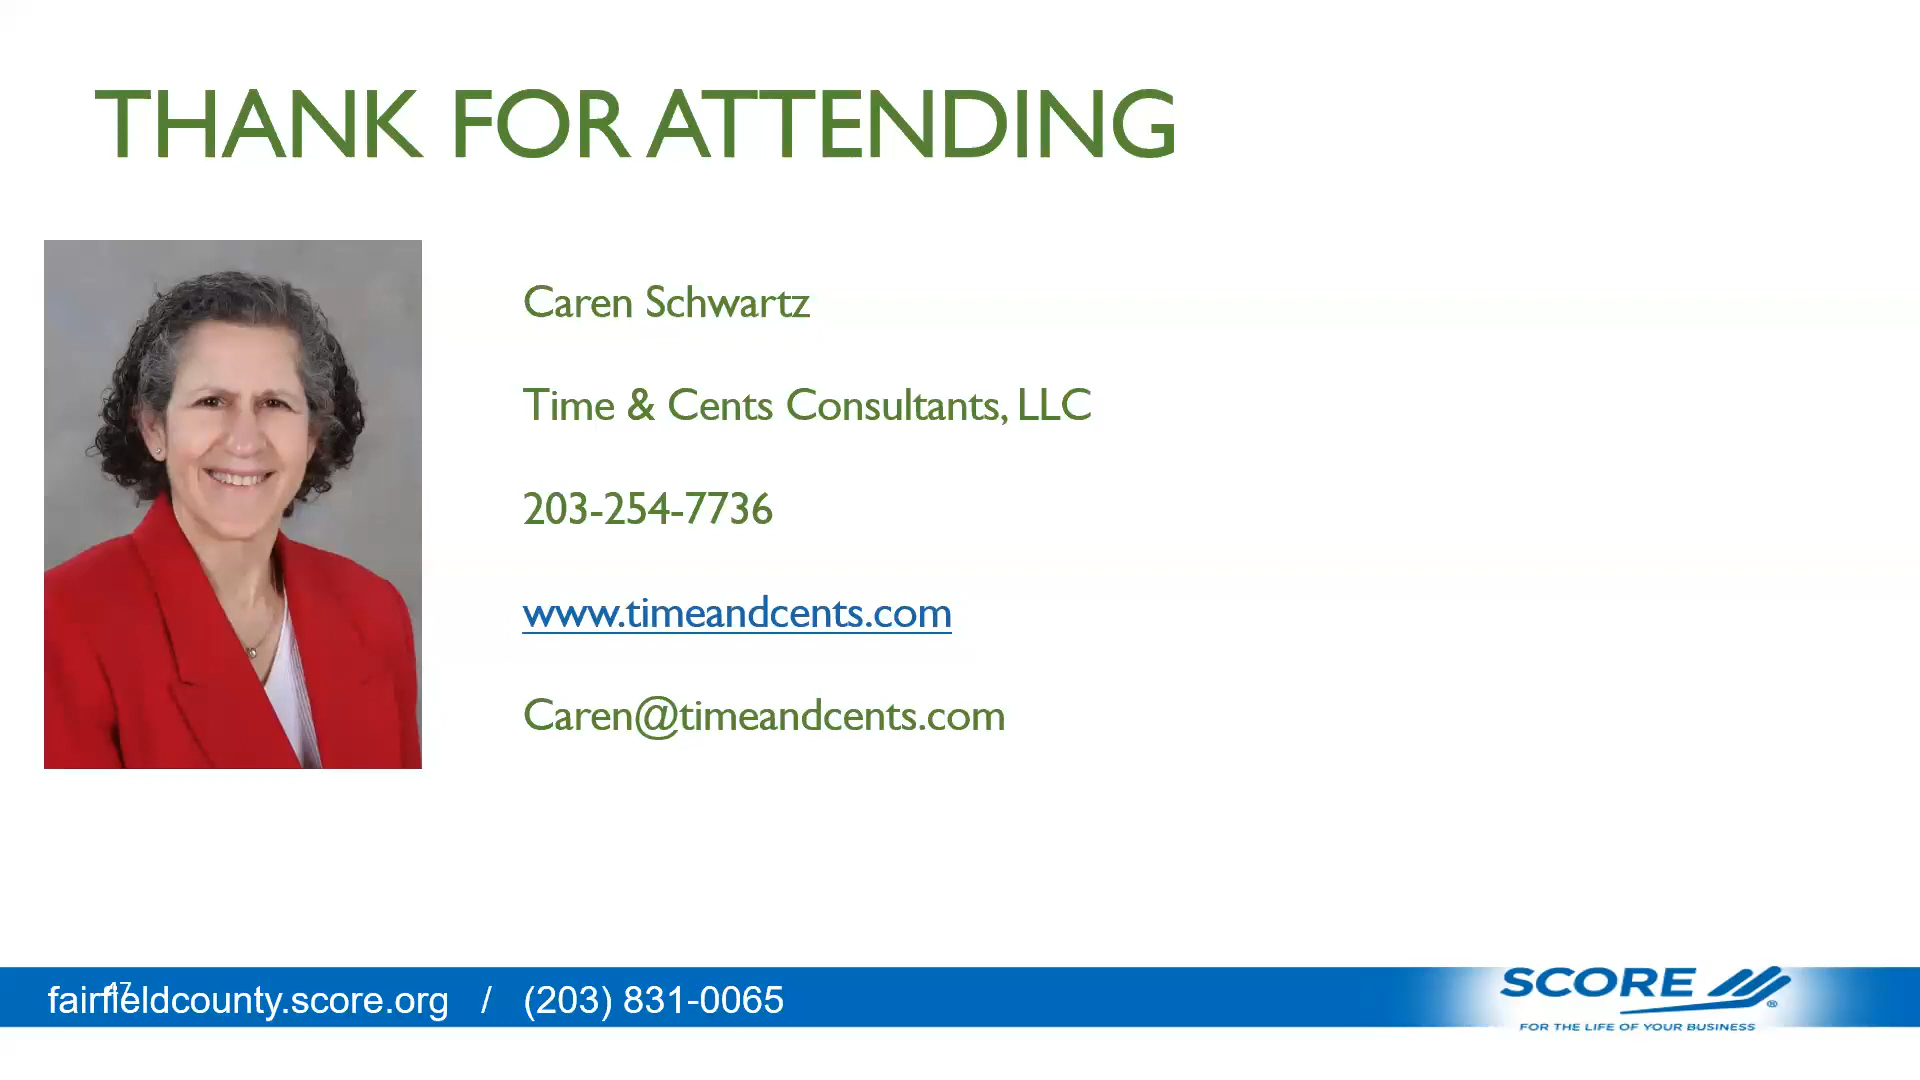 THANK FOR ATTENDING
Caren Schwartz
Time & Cents Consultants, LLC
203-254-7736
www.timeandcents.com
Caren@timeandcents.com
47
fairfieldcounty.score.org / (203) 831-0065
SCORE ®
FOR THE LIFE OF YOUR BUSINESS